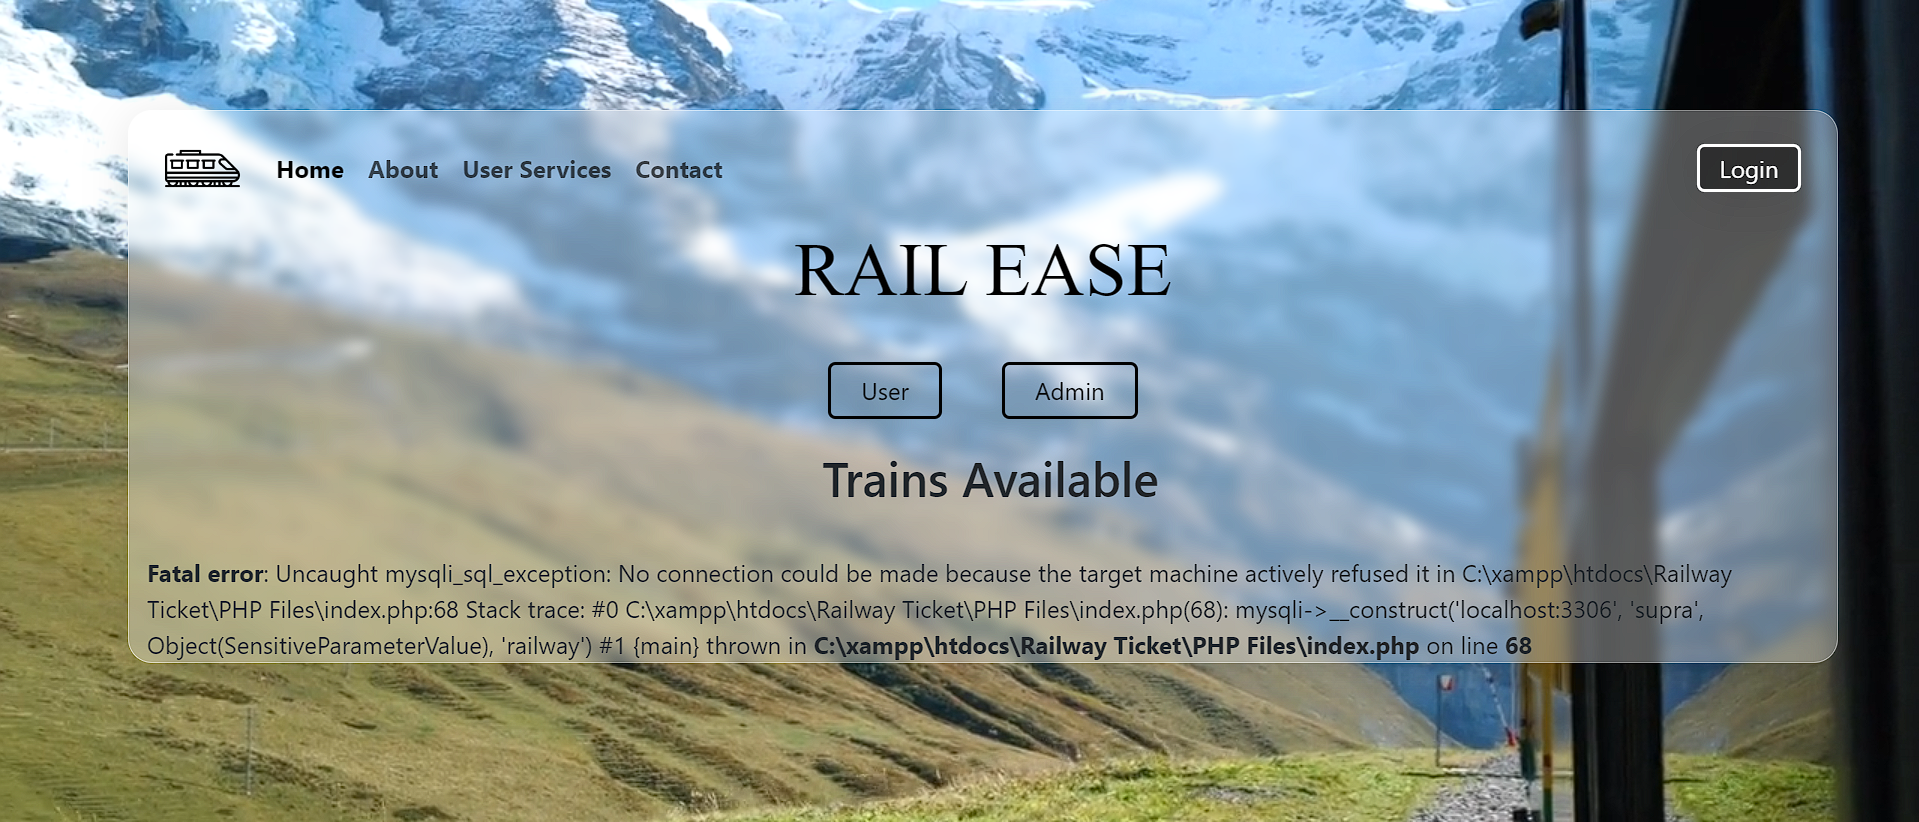 Home About User Services Contact Login
RAIL EASE
User Admin
Trains Available
Fatal error: Uncaught mysqli_sql_exception: No connection could be made because the target machine actively refused it in C:\xampp\htdocs\Railway
Ticket\PHP Files\index.php:68 Stack trace: #0 C:\xampp\htdocs\Railway Ticket\PHP Files\index.php(68): mysqli->__construct('localhost:3306', 'supra',
Object(SensitiveParameterValue), 'railway') #1 {main} thrown in C:\xampp\htdocs\Railway Ticket\PHP Files\index.php on line 68